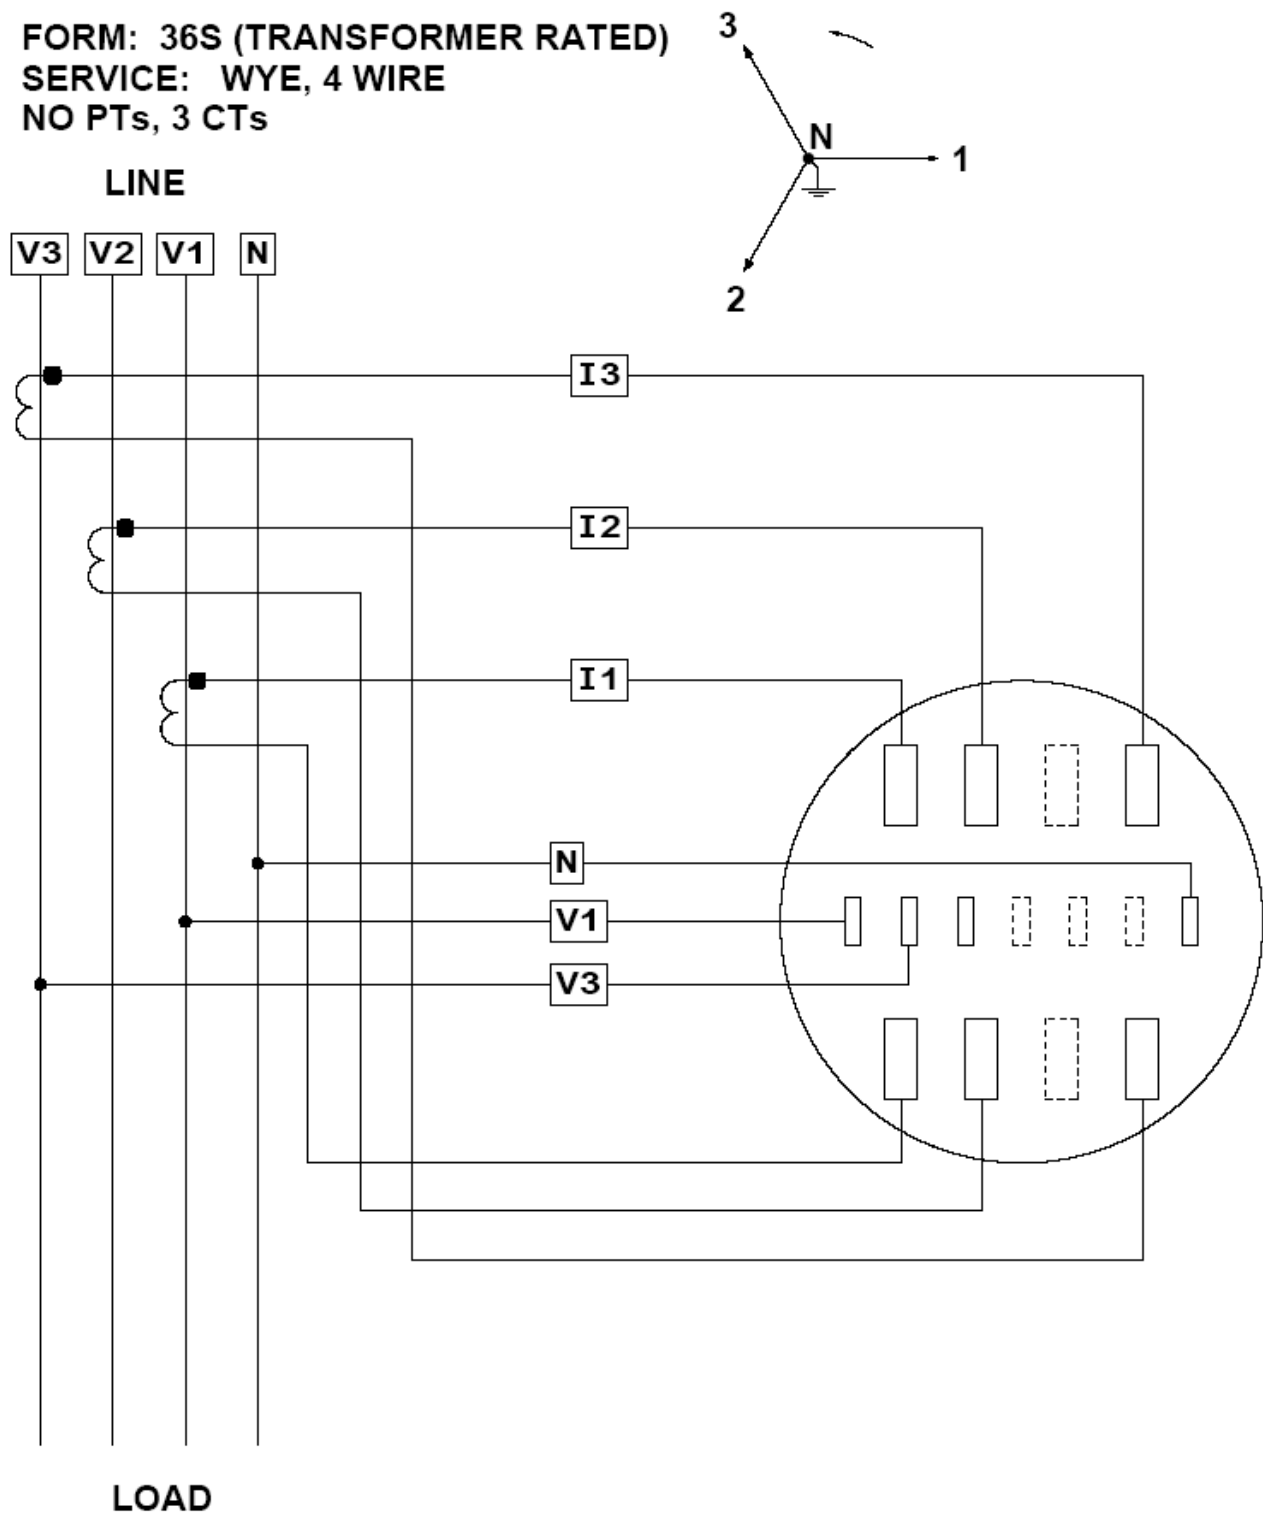 FORM: 36S (TRANSFORMER RATED)
SERVICE: WYE, 4 WIRE
NO PTs, 3 CTs
3
N
1
2
LINE
V3 V2 V1 N
I3
I2
I1
N
V1
V3
LOAD